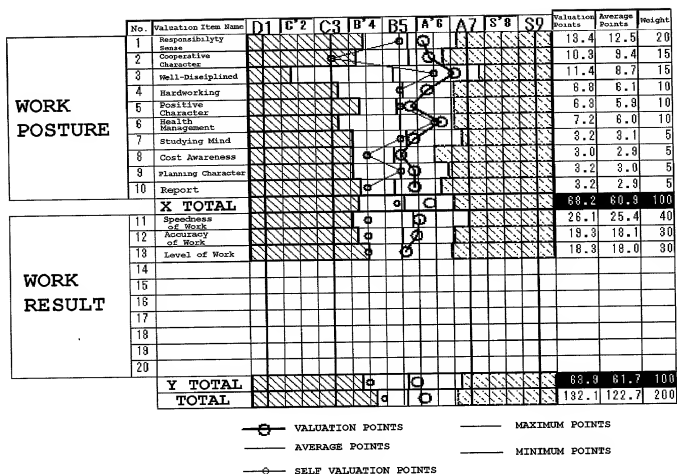 No. Valuation Item Name D1 C'2 C3 B'4 B5 A'6 A7 S'8 S9 Valuation Points Average Points Weight
WORK POSTURE
1 Responsibilyty Sense 13.4 12.5 20
2 Cooperative Character 10.3 9.4 15
3 Well-Disciplined 11.4 8.7 15
4 Hardworking 6.8 6.1 10
5 Positive Character 6.3 5.9 10
6 Health Management 7.2 6.0 10
7 Studying Mind 3.2 3.1 5
8 Cost Awareness 3.0 2.9 5
9 Planning Character 3.2 3.0 5
10 Report 3.2 2.9 5
X TOTAL 68.2 60.9 100
WORK RESULT
11 Speedness of Work 26.1 25.4 40
12 Accuracy of Work 19.3 18.1 30
13 Level of Work 18.3 18.0 30
14
15
16
17
18
19
20
Y TOTAL 63.9 61.7 100
TOTAL 132.1 122.7 200
VALUATION POINTS MAXIMUM POINTS
AVERAGE POINTS MINIMUM POINTS
SELF VALUATION POINTS